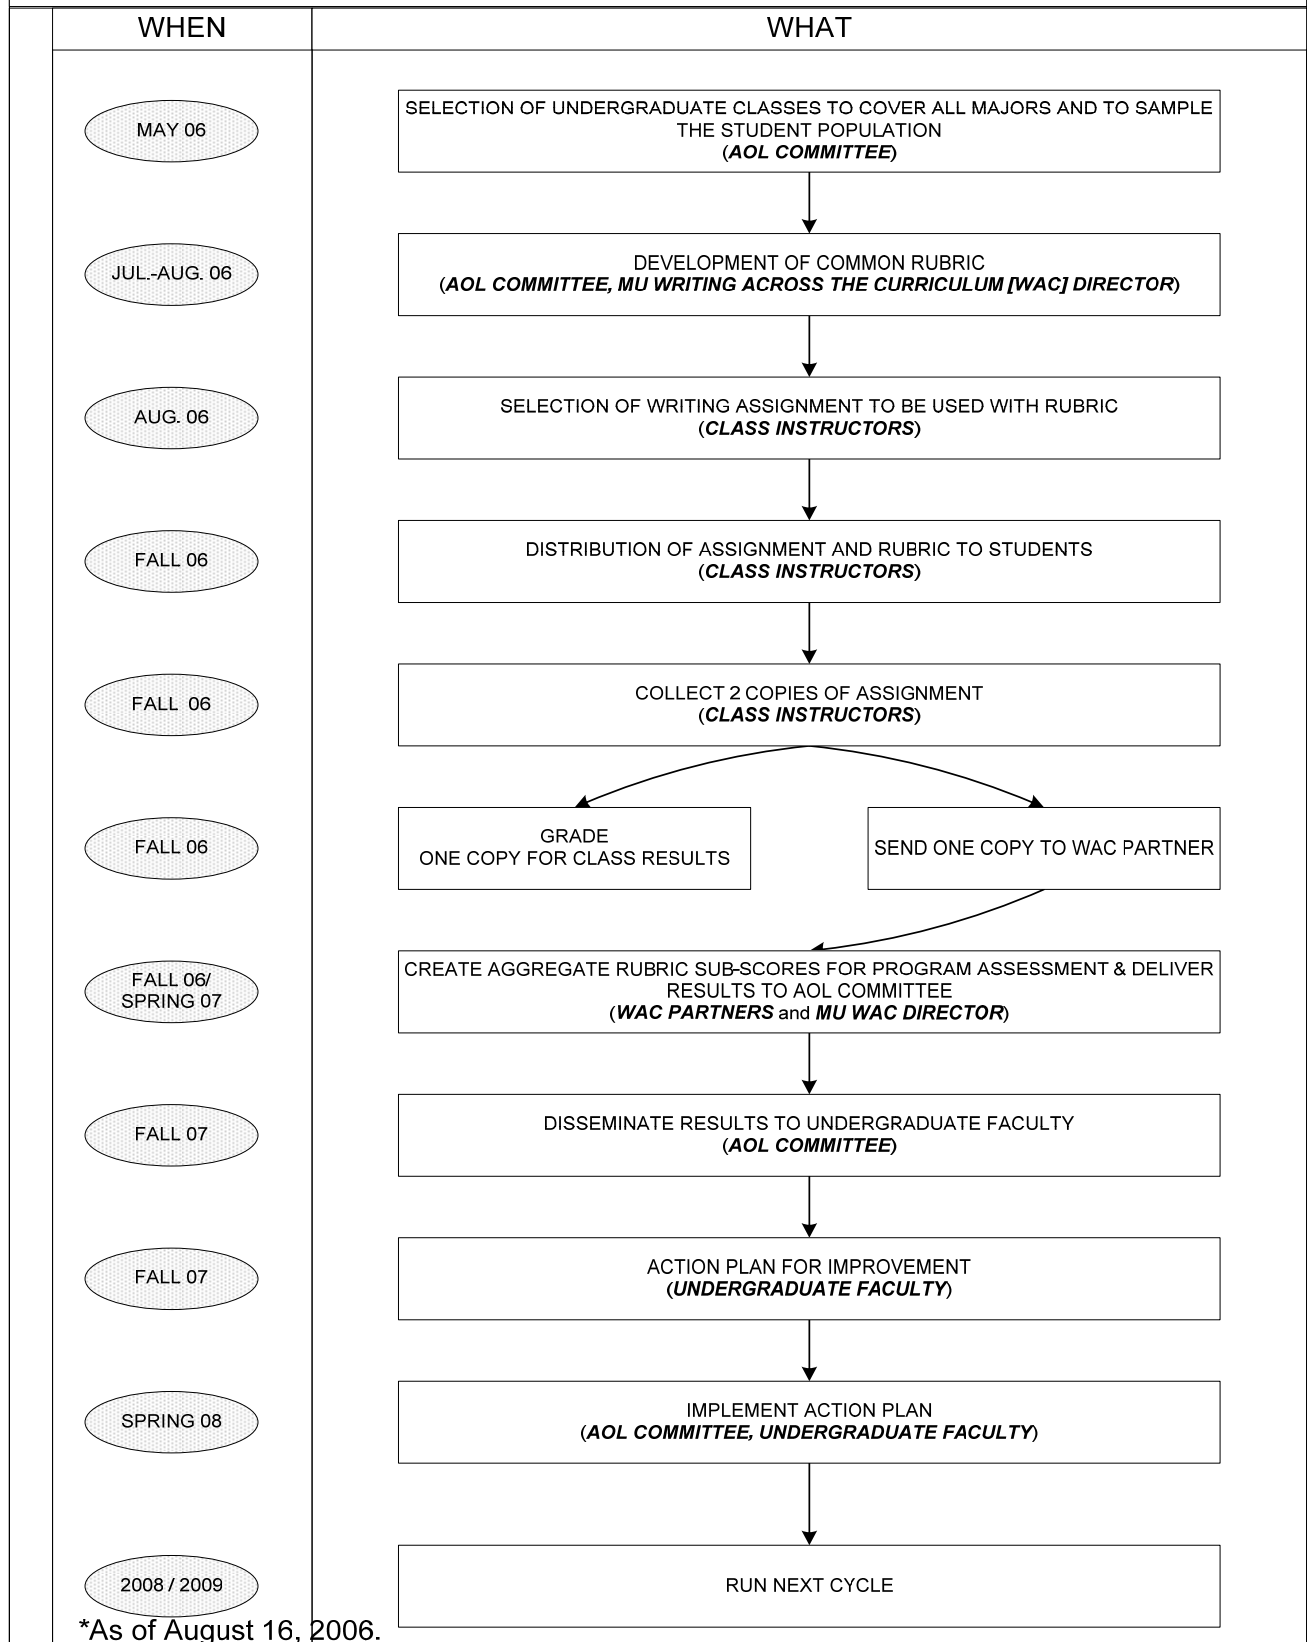 WHEN
WHAT
MAY 06
SELECTION OF UNDERGRADUATE CLASSES TO COVER ALL MAJORS AND TO SAMPLE
THE STUDENT POPULATION
(AOL COMMITTEE)
JUL.-AUG. 06
DEVELOPMENT OF COMMON RUBRIC
(AOL COMMITTEE, MU WRITING ACROSS THE CURRICULUM [WAC] DIRECTOR)
AUG. 06
SELECTION OF WRITING ASSIGNMENT TO BE USED WITH RUBRIC
(CLASS INSTRUCTORS)
FALL 06
DISTRIBUTION OF ASSIGNMENT AND RUBRIC TO STUDENTS
(CLASS INSTRUCTORS)
FALL 06
COLLECT 2 COPIES OF ASSIGNMENT
(CLASS INSTRUCTORS)
FALL 06
GRADE
ONE COPY FOR CLASS RESULTS
SEND ONE COPY TO WAC PARTNER
FALL 06/
SPRING 07
CREATE AGGREGATE RUBRIC SUB-SCORES FOR PROGRAM ASSESSMENT & DELIVER
RESULTS TO AOL COMMITTEE
(WAC PARTNERS and MU WAC DIRECTOR)
FALL 07
DISSEMINATE RESULTS TO UNDERGRADUATE FACULTY
(AOL COMMITTEE)
FALL 07
ACTION PLAN FOR IMPROVEMENT
(UNDERGRADUATE FACULTY)
SPRING 08
IMPLEMENT ACTION PLAN
(AOL COMMITTEE, UNDERGRADUATE FACULTY)
2008 / 2009
RUN NEXT CYCLE
*As of August 16, 2006.